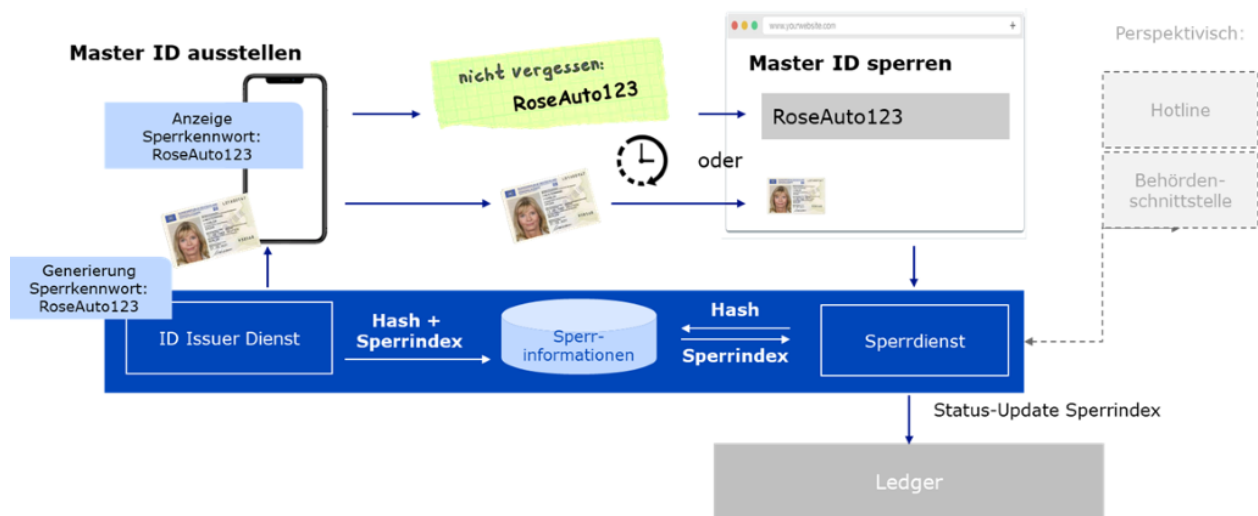 www.yourwebsite.com
+
Perspektivisch:
Master ID ausstellen
nicht vergessen:
RoseAuto123
Master ID sperren
RoseAuto123
Anzeige
Sperrkennwort:
RoseAuto123
oder
Hotline
Behörden-
schnittstelle
Generierung
Sperrkennwort:
RoseAuto123
ID Issuer Dienst
Hash +
Sperrindex
Sperr-
informationen
Hash
Sperrindex
Sperrdienst
Status-Update Sperrindex
Ledger